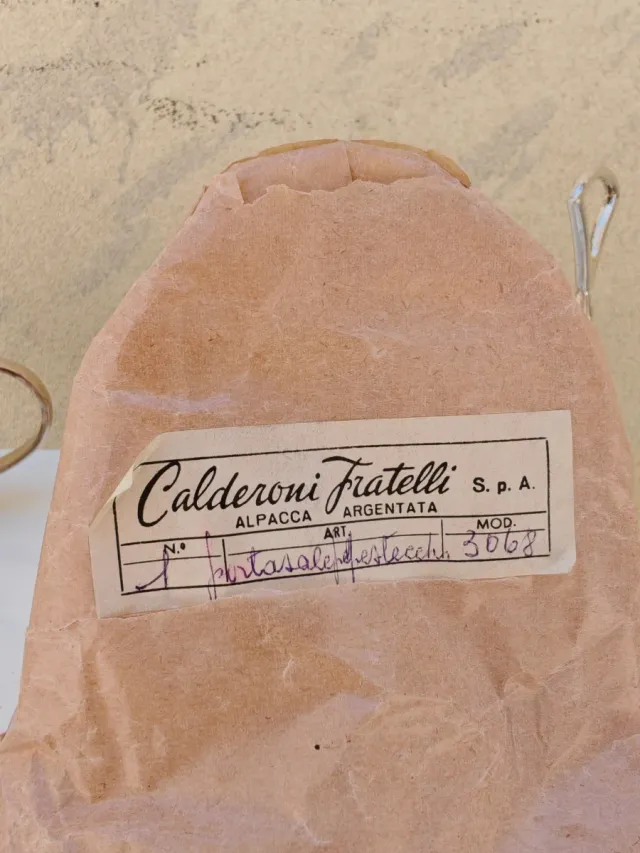 Calderoni Fratelli S. p. A.
ALPACCA ARGENTATA
N.º ART. MOD.
1 3068